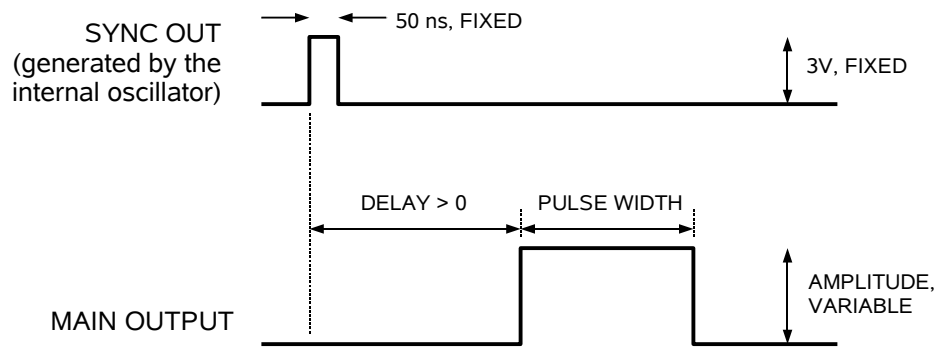 50 ns, FIXED
SYNC OUT
(generated by the
internal oscillator)
3V, FIXED
DELAY > 0
PULSE WIDTH
AMPLITUDE,
VARIABLE
MAIN OUTPUT